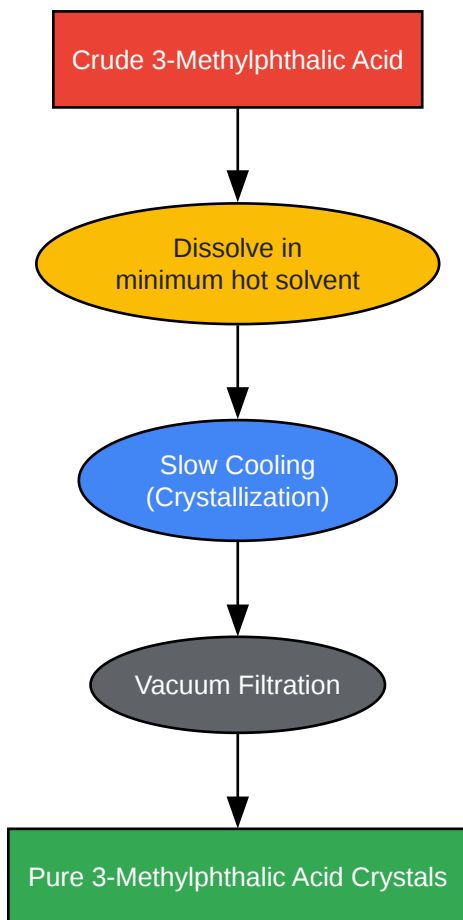 Crude 3-Methylphthalic Acid
Dissolve in
minimum hot solvent
Slow Cooling
(Crystallization)
Vacuum Filtration
Pure 3-Methylphthalic Acid Crystals